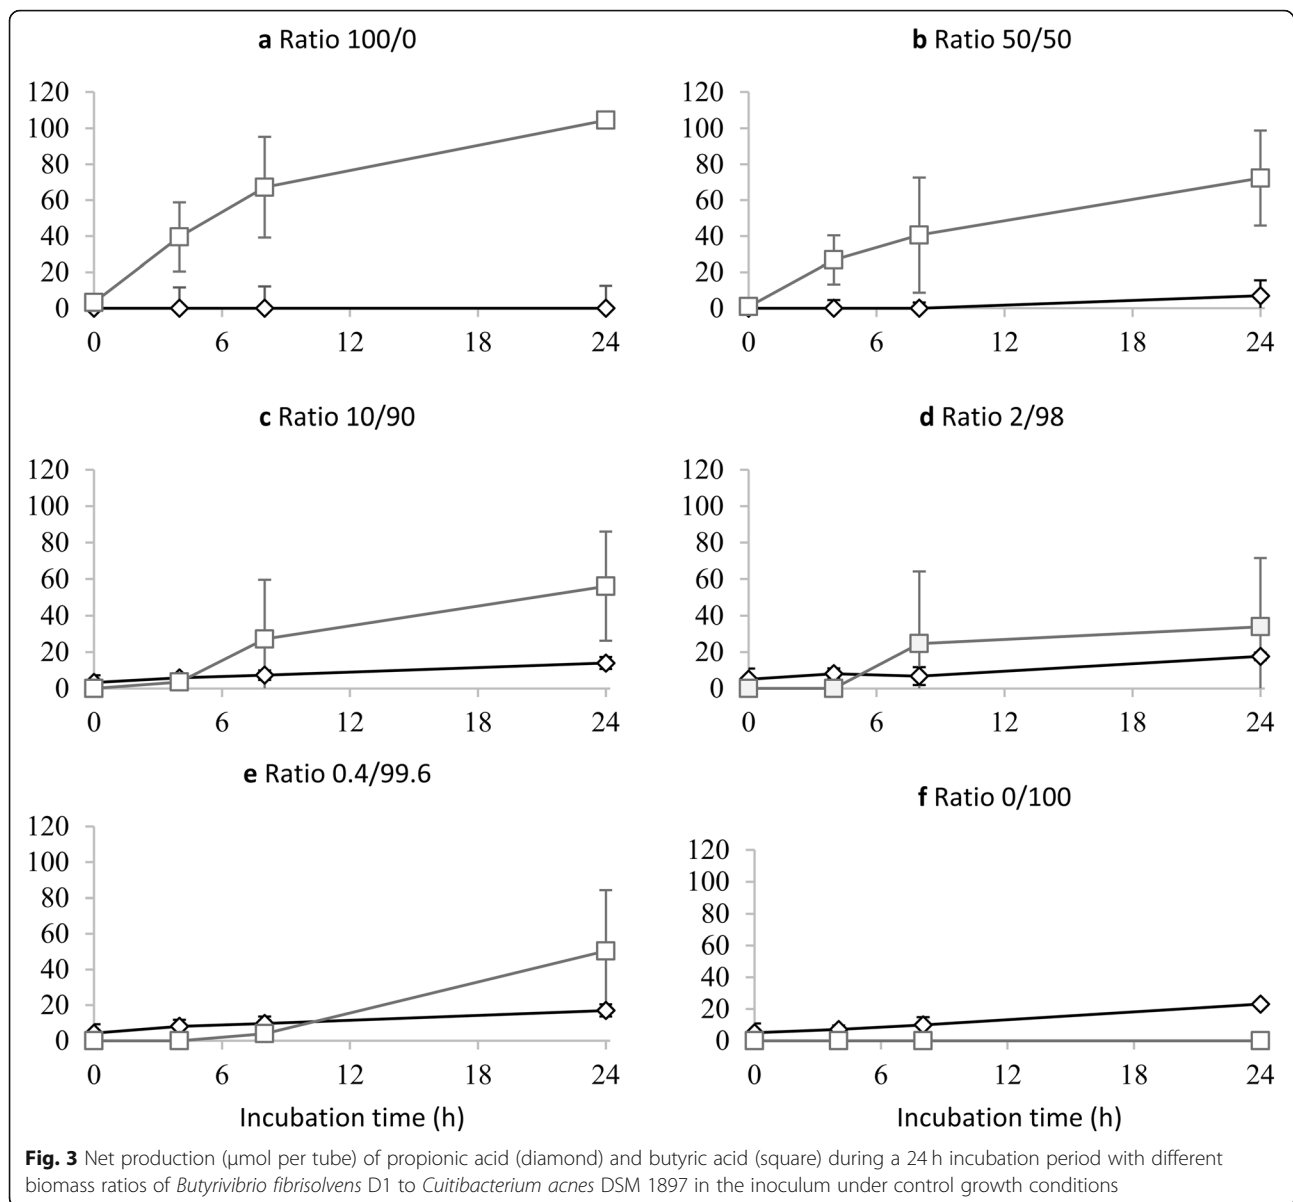 a Ratio 100/0
120
100
80
60
40
20
0
0 6 12 18 24
b Ratio 50/50
120
100
80
60
40
20
0
0 6 12 18 24
c Ratio 10/90
120
100
80
60
40
20
0
0 6 12 18 24
d Ratio 2/98
120
100
80
60
40
20
0
0 6 12 18 24
e Ratio 0.4/99.6
120
100
80
60
40
20
0
0 6 12 18 24
Incubation time (h)
f Ratio 0/100
120
100
80
60
40
20
0
0 6 12 18 24
Incubation time (h)
Fig. 3 Net production (μmol per tube) of propionic acid (diamond) and butyric acid (square) during a 24 h incubation period with different
biomass ratios of Butyrivibrio fibrisolvens D1 to Cuitibacterium acnes DSM 1897 in the inoculum under control growth conditions